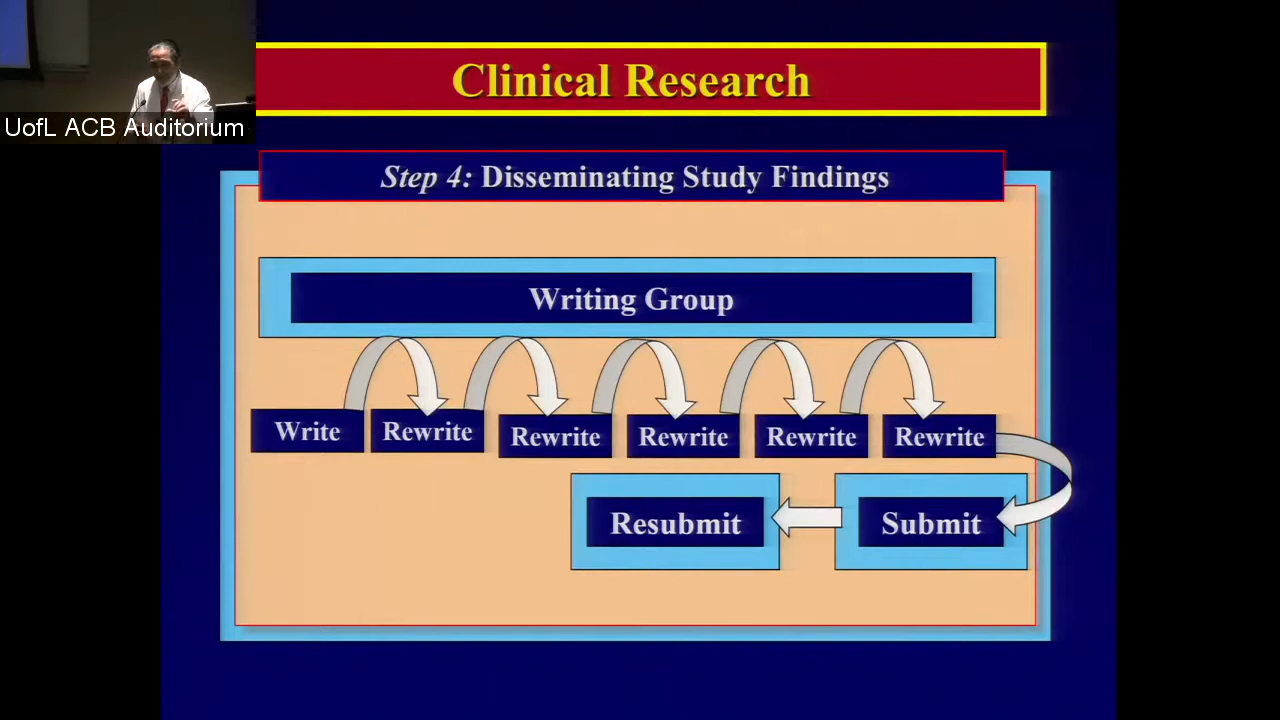 Clinical Research
UofL ACB Auditorium
Step 4: Disseminating Study Findings
Writing Group
Write Rewrite Rewrite Rewrite Rewrite Rewrite
Resubmit Submit